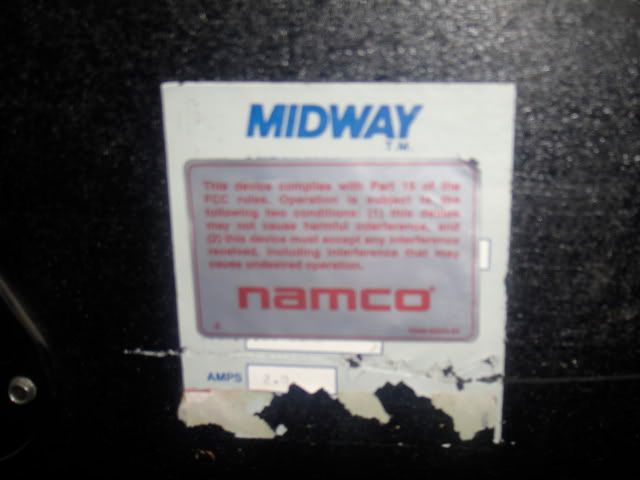 MIDWAY
T.M.
This device complies with Part 15 of the
FCC rules. Operation is subject to the
following two conditions: (1) this device
may not cause harmful interference, and
(2) this device must accept any interference
received, including interference that may
cause undesired operation.
namco
AMPS